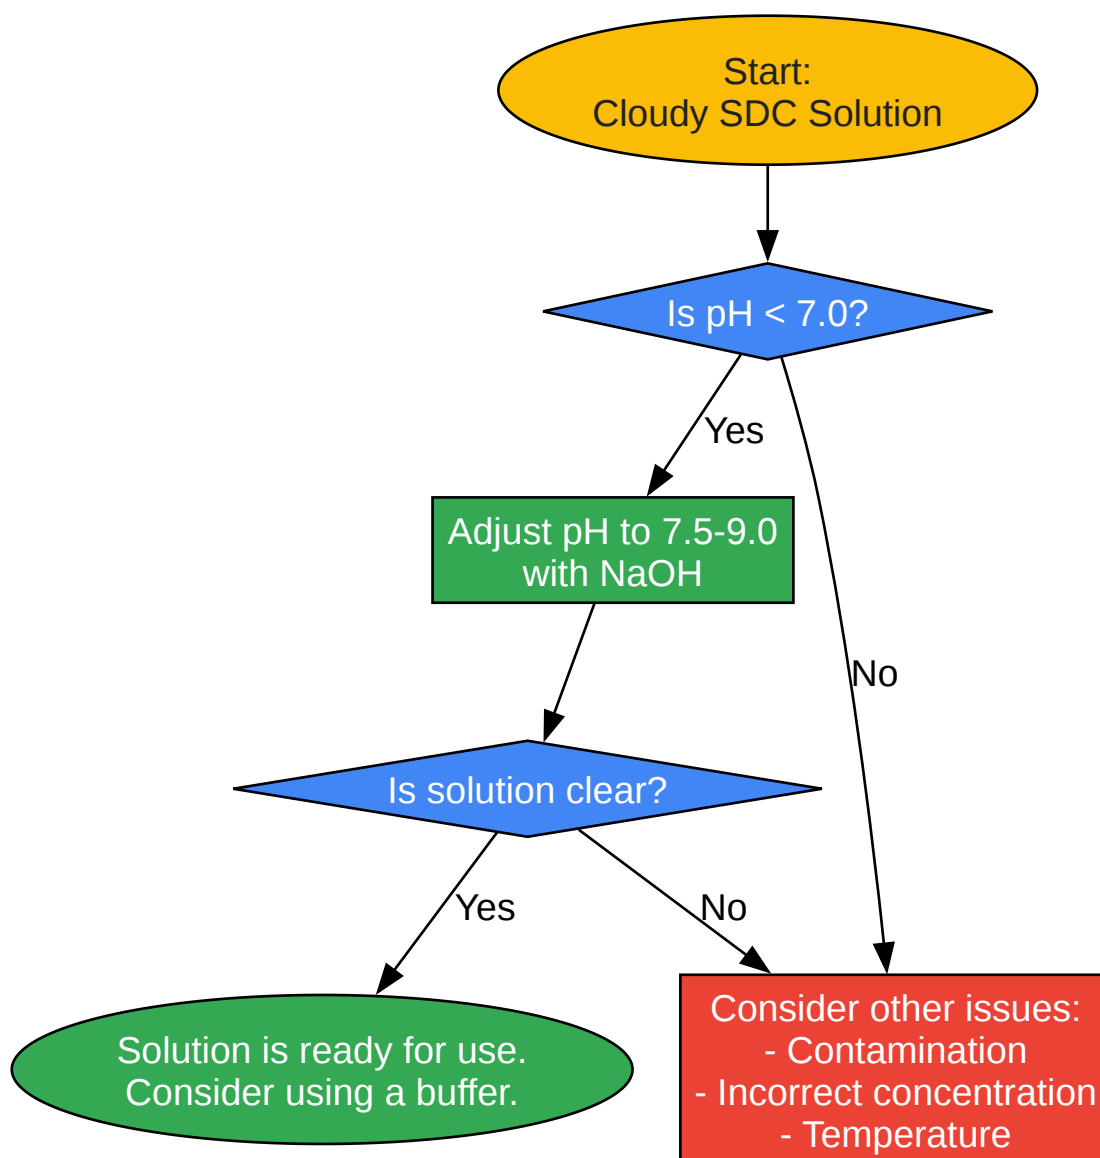 Start:
Cloudy SDC Solution
Is pH < 7.0?
Yes
Adjust pH to 7.5-9.0
with NaOH
No
Is solution clear?
Yes
No
Solution is ready for use.
Consider using a buffer.
Consider other issues:
- Contamination
- Incorrect concentration
- Temperature